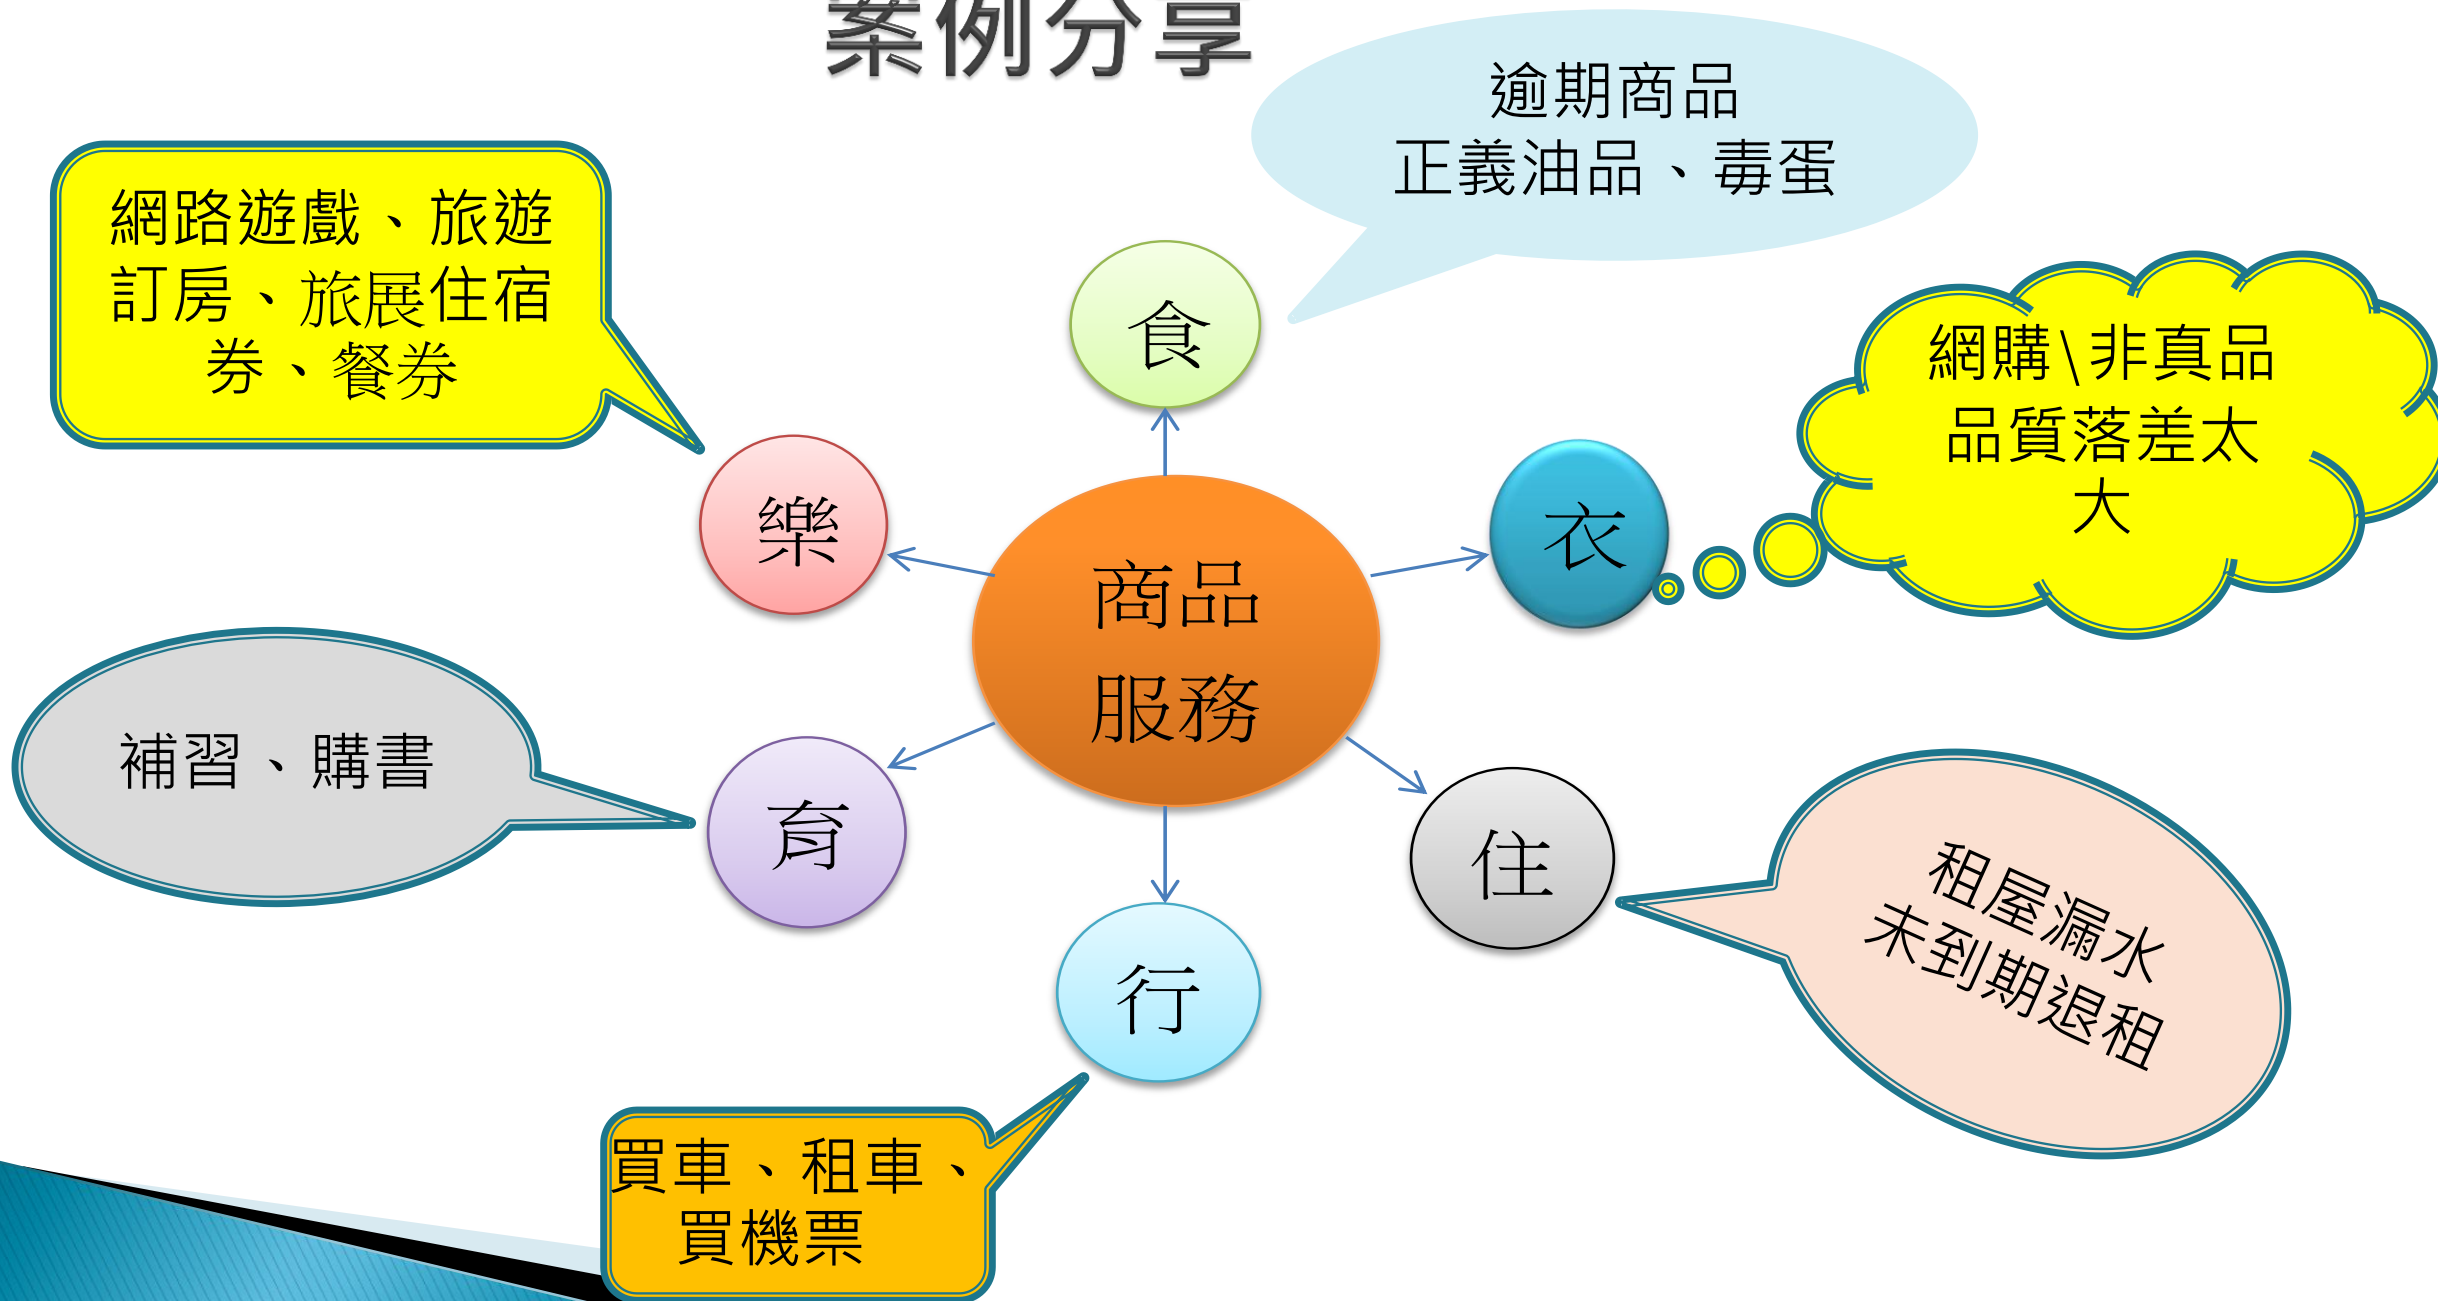 案例分享
逾期商品
正義油品、毒蛋
網路遊戲、旅遊
訂房、旅展住宿
券、餐券
食
網購\非真品
品質落差太
大
樂
衣
商品
服務
補習、購書
育
住
租屋漏水
未到期退租
行
買車、租車、
買機票